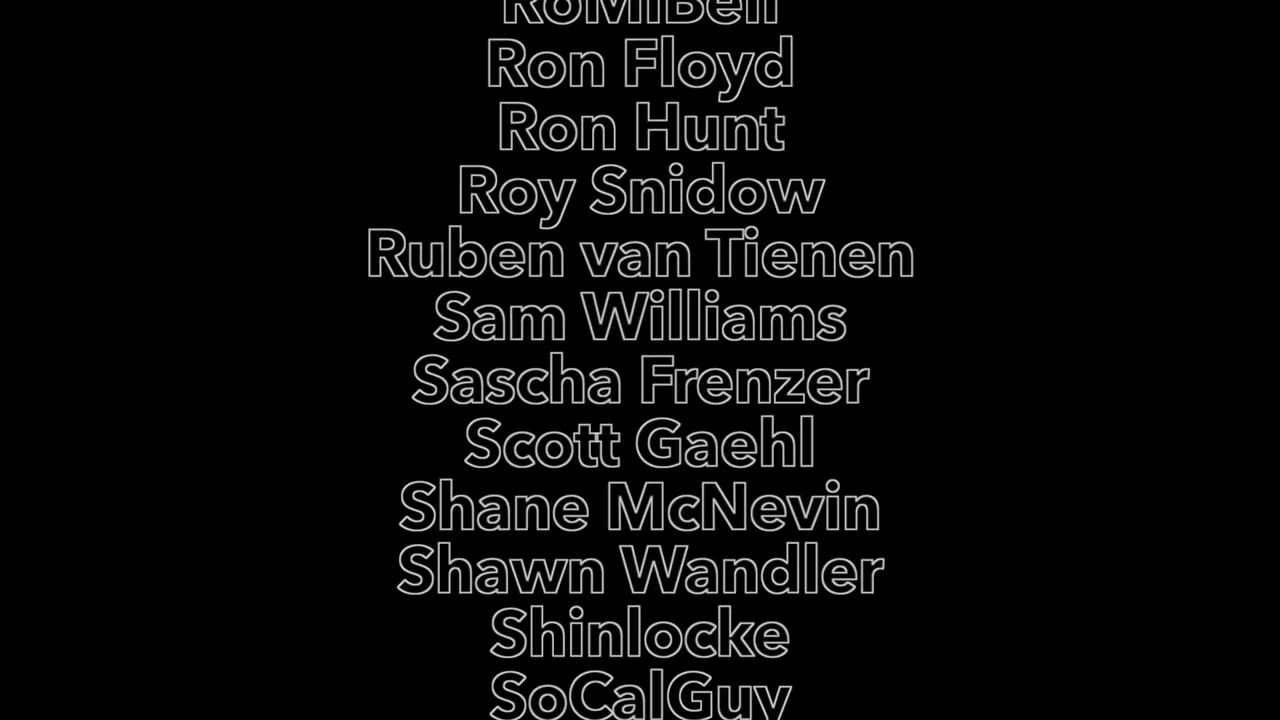 RoMiBell
Ron Floyd
Ron Hunt
Roy Snidow
Ruben van Tienen
Sam Williams
Sascha Frenzer
Scott Gaehl
Shane McNevin
Shawn Wandler
Shinlocke
SoCalGuy